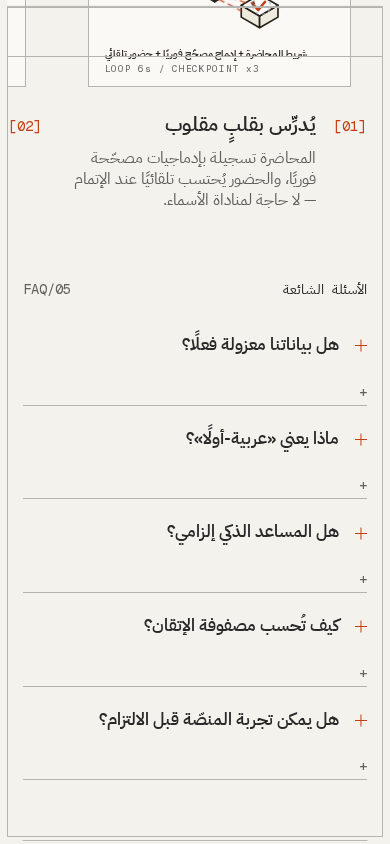 شريط المحاضرة + إدماج مصحّح فوريًا + حضور تلقائي
LOOP 6s / CHECKPOINT x3
[01]
يُدرِّس بقلبٍ مقلوب
[02]
المحاضرة تسجيلة بإدماجيات مصحّحة
فوريًا، والحضور يُحتسب تلقائيًا عند الإتمام
— لا حاجة لمناداة الأسماء.
الأسئلة الشائعة
FAQ/05
+ هل بياناتنا معزولة فعلًا؟
+
+ ماذا يعني «عربية-أولًا»؟
+
+ هل المساعد الذكي إلزامي؟
+
+ كيف تُحسب مصفوفة الإتقان؟
+
+ هل يمكن تجربة المنصّة قبل الالتزام؟
+